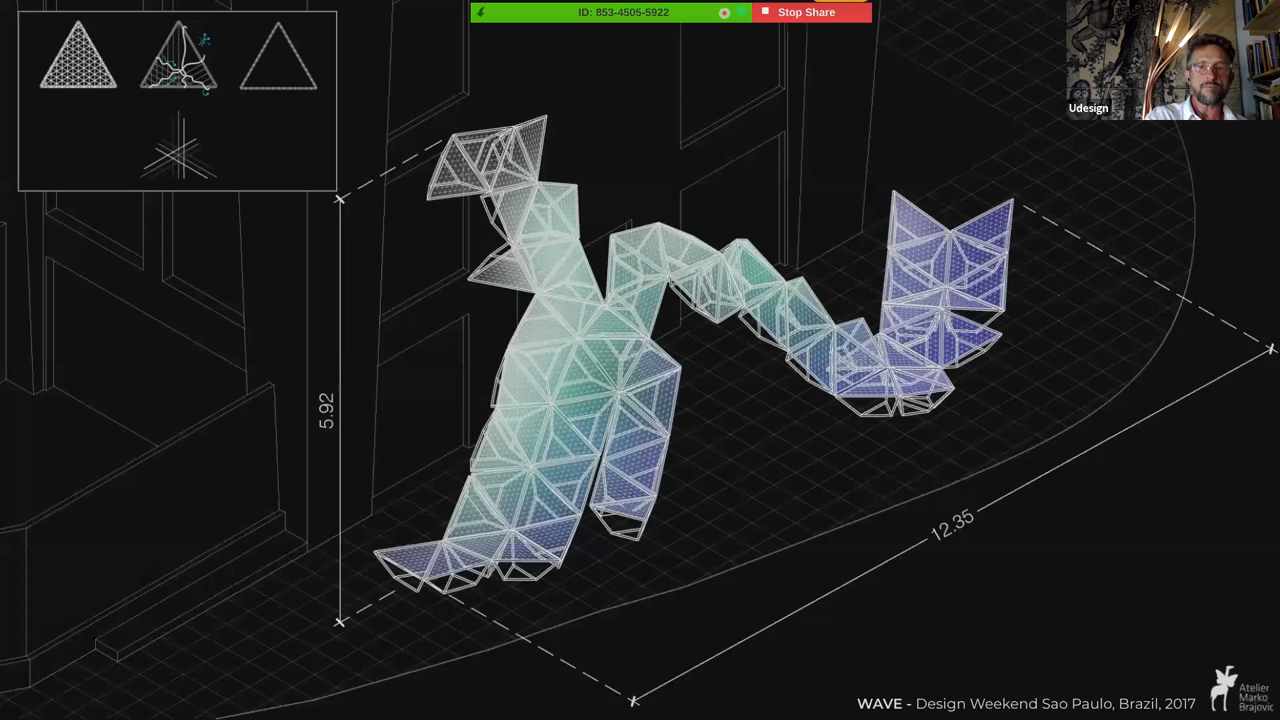 ID: 853-4505-5922
Stop Share
Udesign
5.92
12.35
WAVE - Design Weekend Sao Paulo, Brazil, 2017
Atelier
Marko
Brajovic